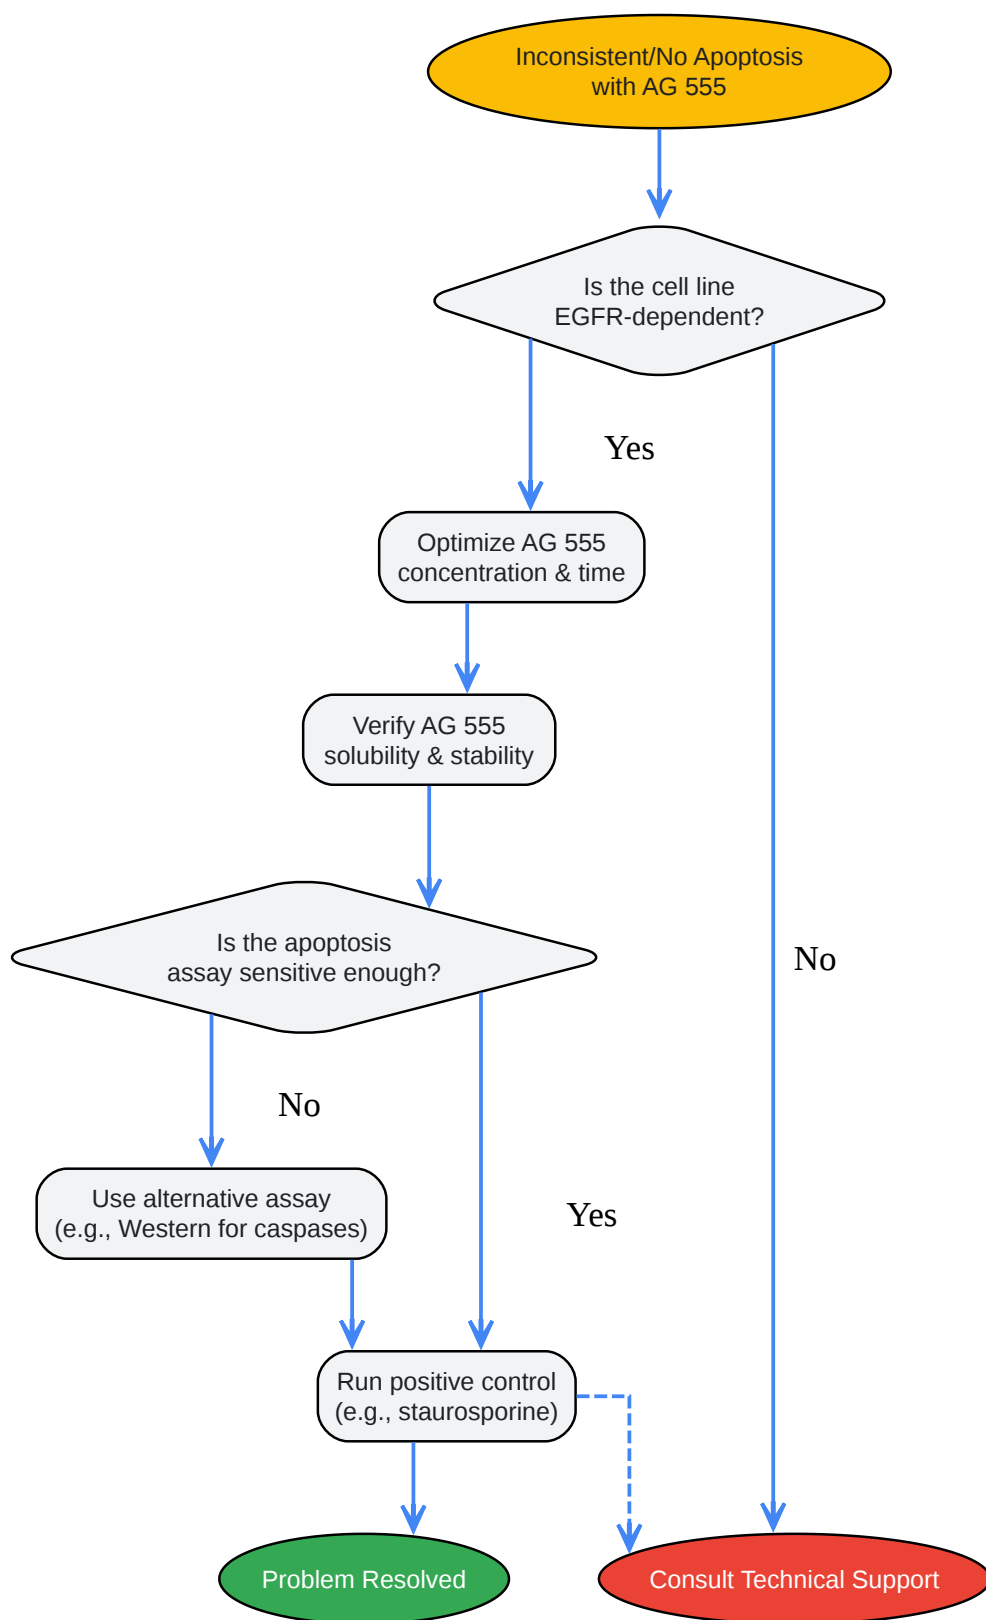 Inconsistent/No Apoptosis
with AG 555
Is the cell line
EGFR-dependent?
Yes
Optimize AG 555
concentration & time
Verify AG 555
solubility & stability
Is the apoptosis
assay sensitive enough?
No
No
Use alternative assay
(e.g., Western for caspases)
Yes
Run positive control
(e.g., staurosporine)
Problem Resolved
Consult Technical Support